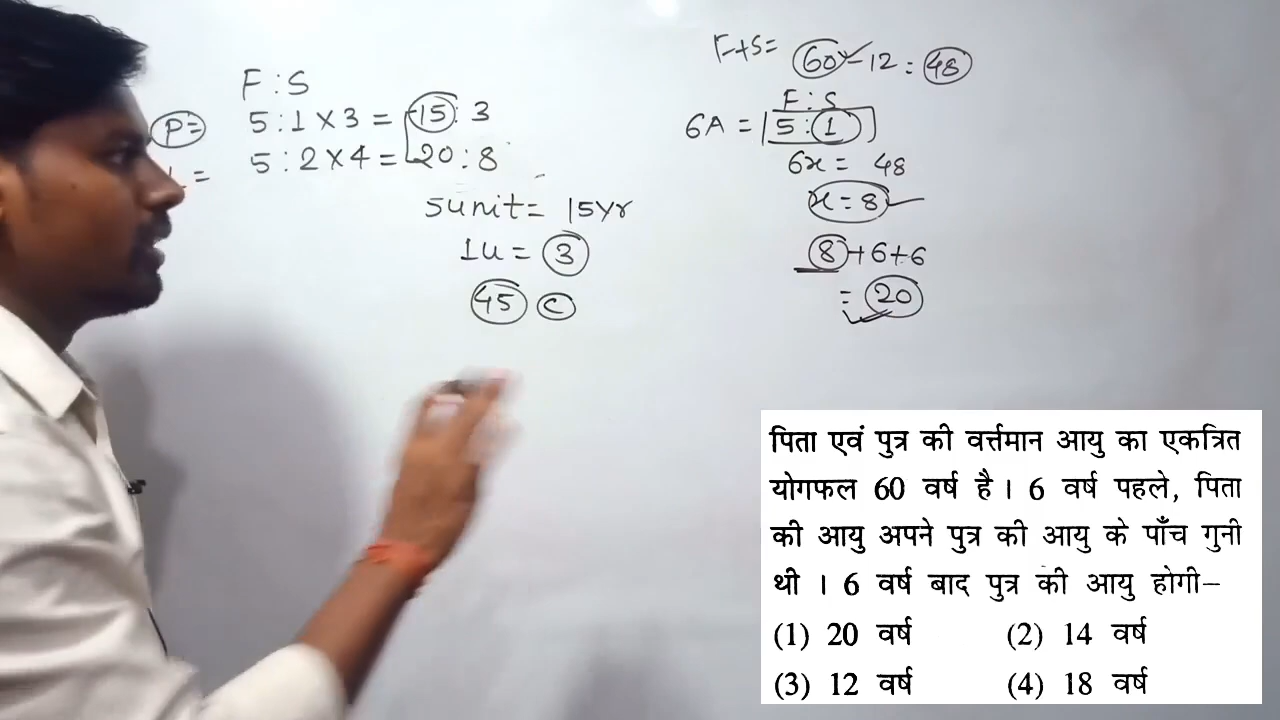 F : S
P= 5 : 1 × 3 = 15 : 3
= 5 : 2 × 4 = 20 : 8
5unit = 15yr
1u = 3
45 C
F+S= 60 - 12 = 48
F : S
6A = 5 : 1
6x = 48
x = 8
8 + 6 + 6
= 20
पिता एवं पुत्र की वर्त्तमान आयु का एकत्रित
योगफल 60 वर्ष है । 6 वर्ष पहले, पिता
की आयु अपने पुत्र की आयु के पाँच गुनी
थी । 6 वर्ष बाद पुत्र की आयु होगी–
(1) 20 वर्ष (2) 14 वर्ष
(3) 12 वर्ष (4) 18 वर्ष